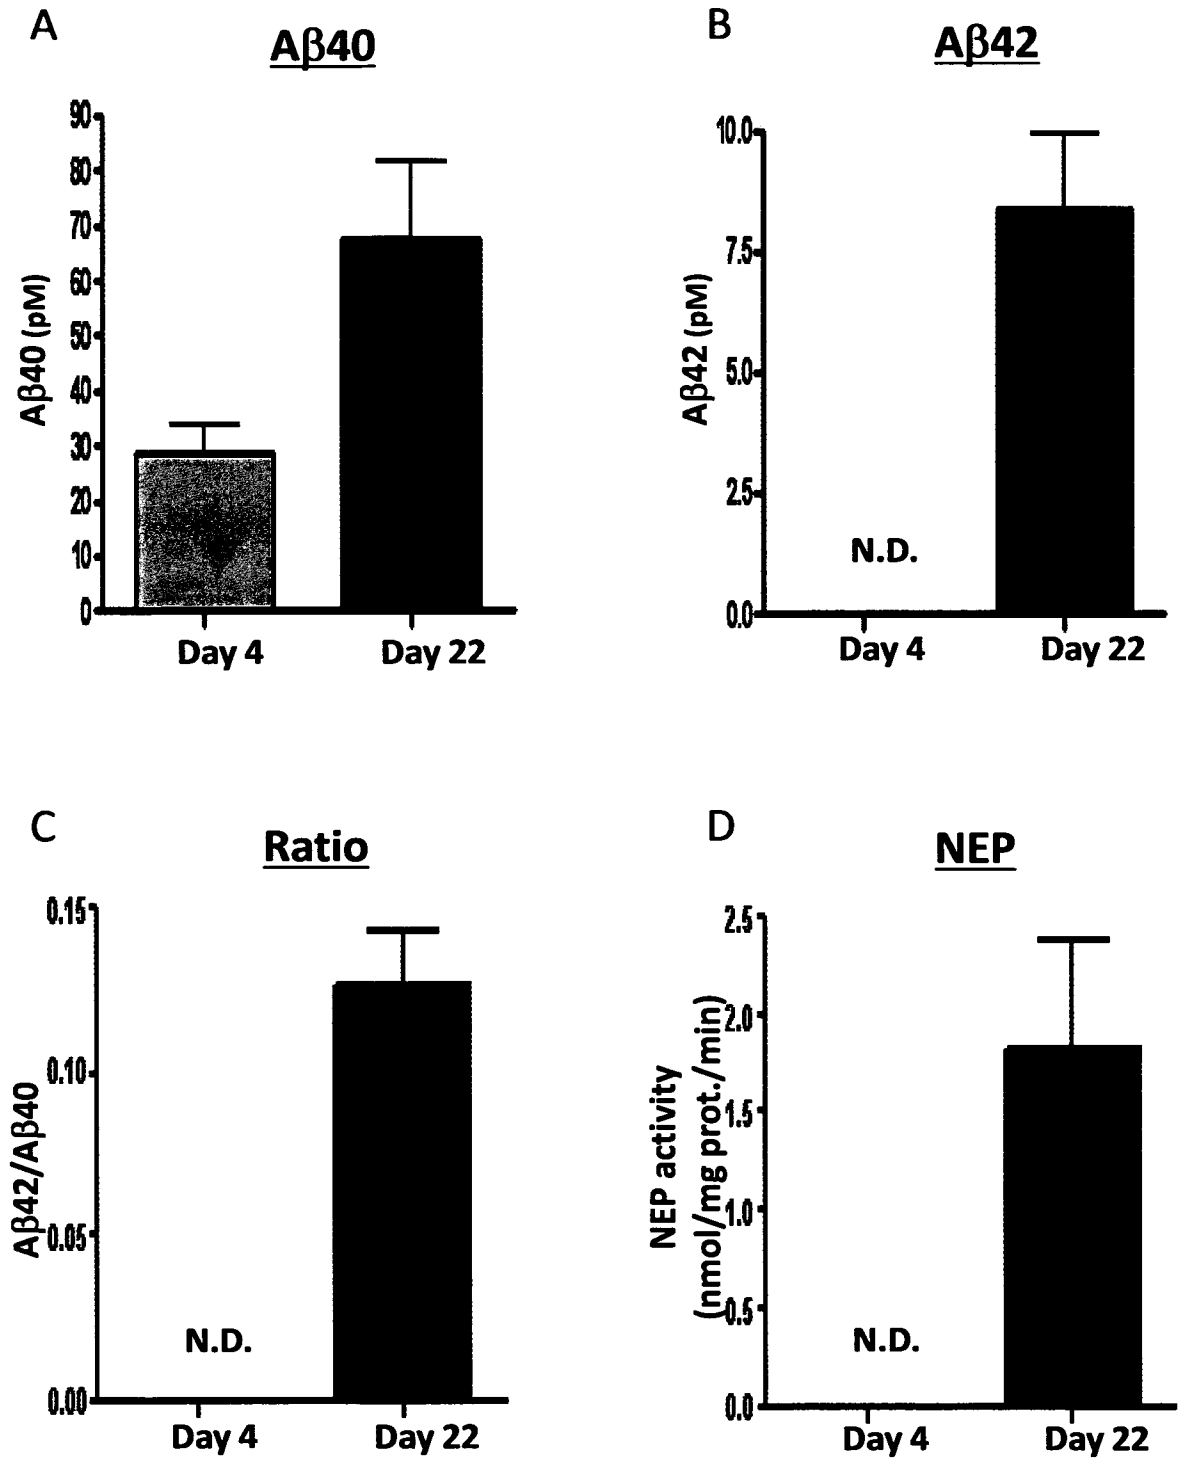 A
Aβ40
90
80
70
60
50
40
30
20
10
0
Aβ40 (pM)
Day 4
Day 22
B
Aβ42
10.0
7.5
5.0
2.5
0.0
Aβ42 (pM)
N.D.
Day 4
Day 22
C
Ratio
0.15
0.10
0.05
0.00
Aβ42/Aβ40
N.D.
Day 4
Day 22
D
NEP
2.5
2.0
1.5
1.0
0.5
0.0
NEP activity
(nmol/mg prot./min)
N.D.
Day 4
Day 22